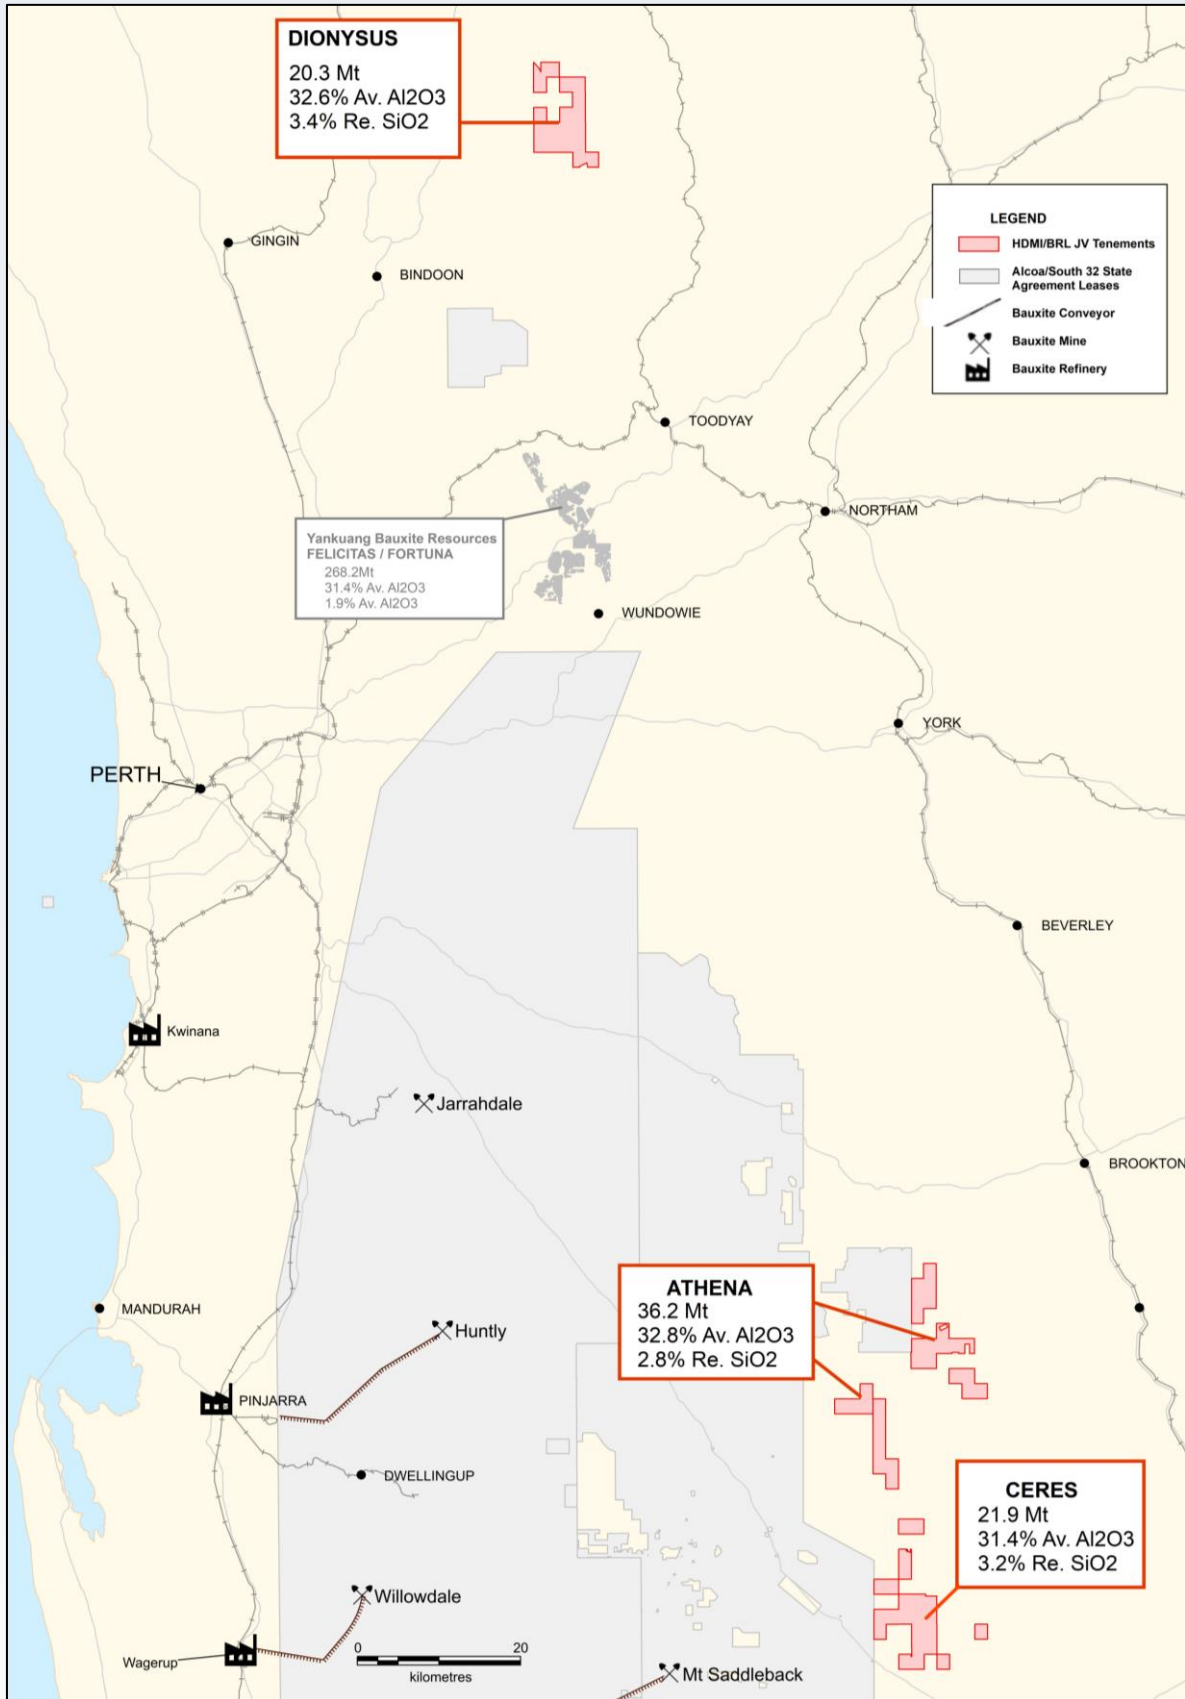 DIONYSUS
20.3 Mt
32.6% Av. Al2O3
3.4% Re. SiO2
GINGIN
BINDOON
LEGEND
HDMI/BRL JV Tenements
Alcoa/South 32 State
Agreement Leases
Bauxite Conveyor
Bauxite Mine
Bauxite Refinery
TOODYAY
NORTHAM
Yankuang Bauxite Resources
FELICITAS / FORTUNA
268.2Mt
31.4% Av. Al2O3
1.9% Av. Al2O3
WUNDOWIE
YORK
PERTH
BEVERLEY
Kwinana
Jarrahdale
BROOKTON
MANDURAH
Huntly
ATHENA
36.2 Mt
32.8% Av. Al2O3
2.8% Re. SiO2
PINJARRA
DWELLINGUP
CERES
21.9 Mt
31.4% Av. Al2O3
3.2% Re. SiO2
Willowdale
Wagerup
0 20
kilometres
Mt Saddleback